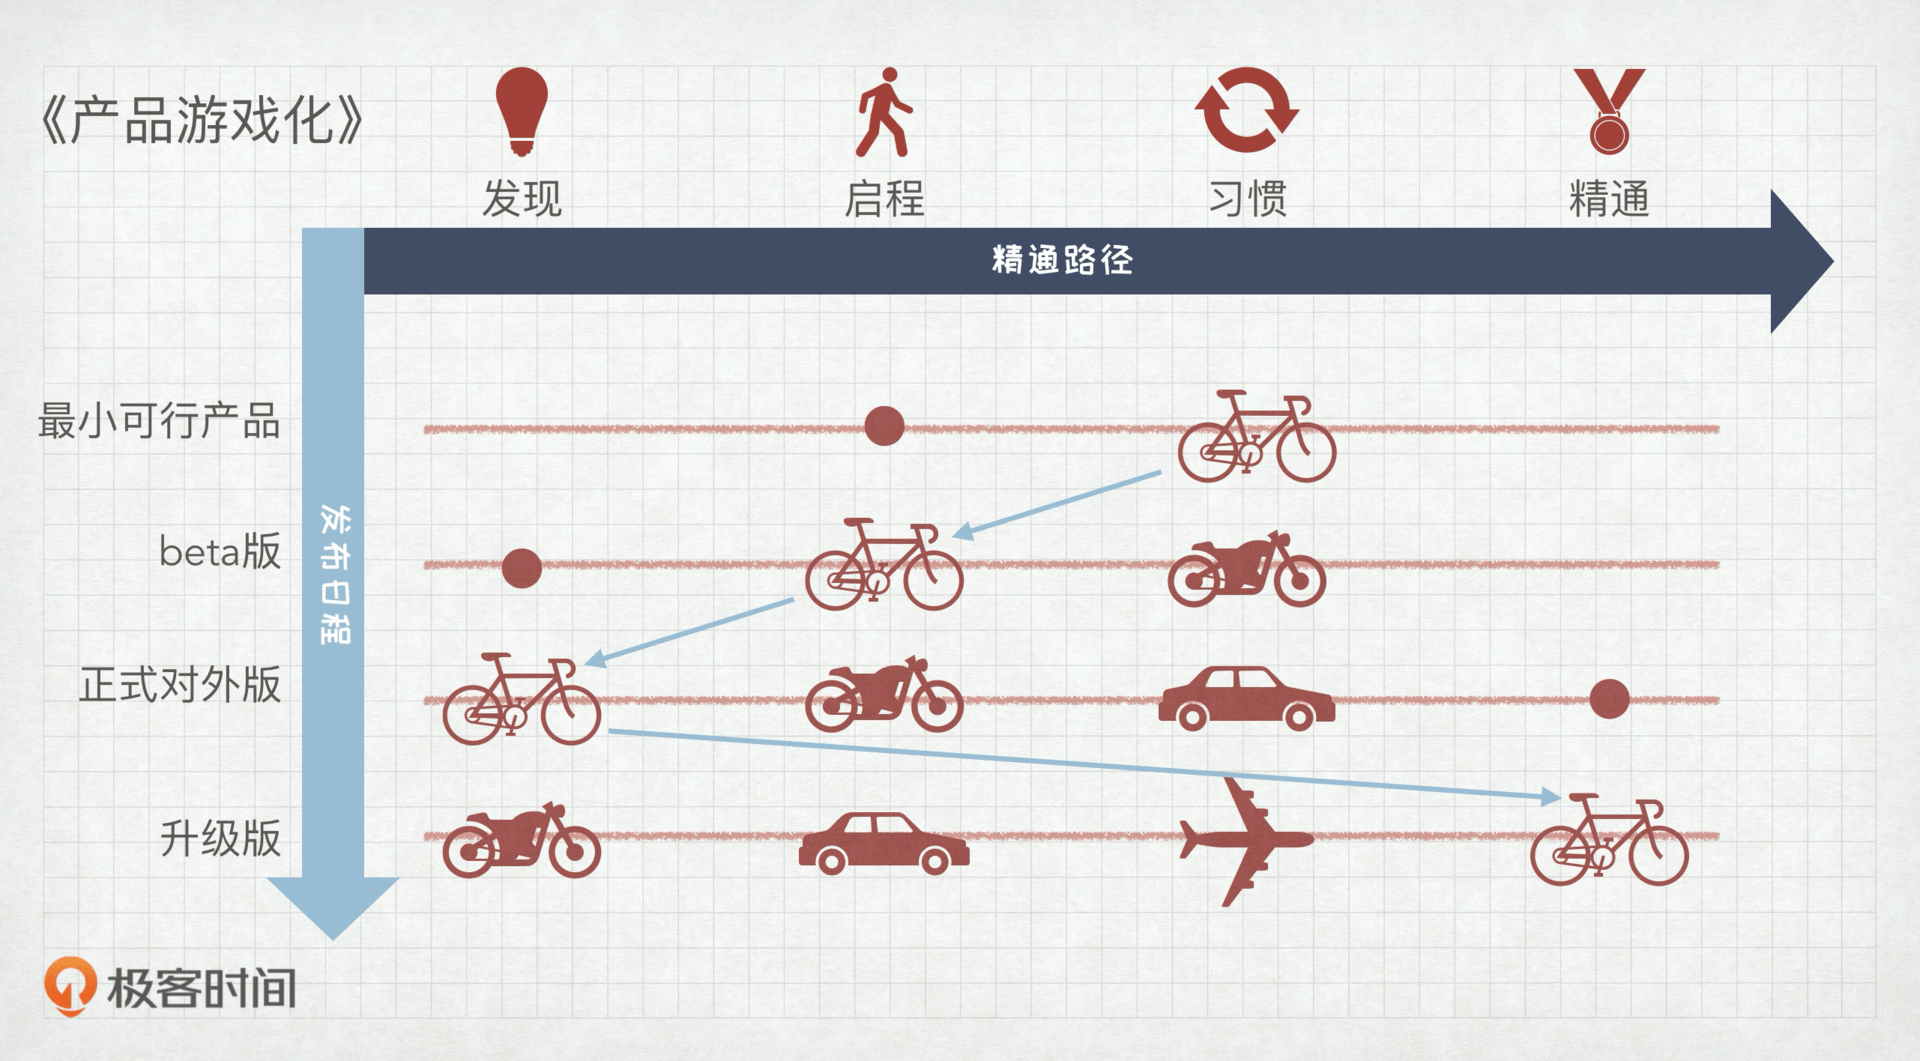 《产品游戏化》
发现
启程
习惯
精通
精通路径
最小可行产品
beta版
发布日程
正式对外版
升级版
极客时间